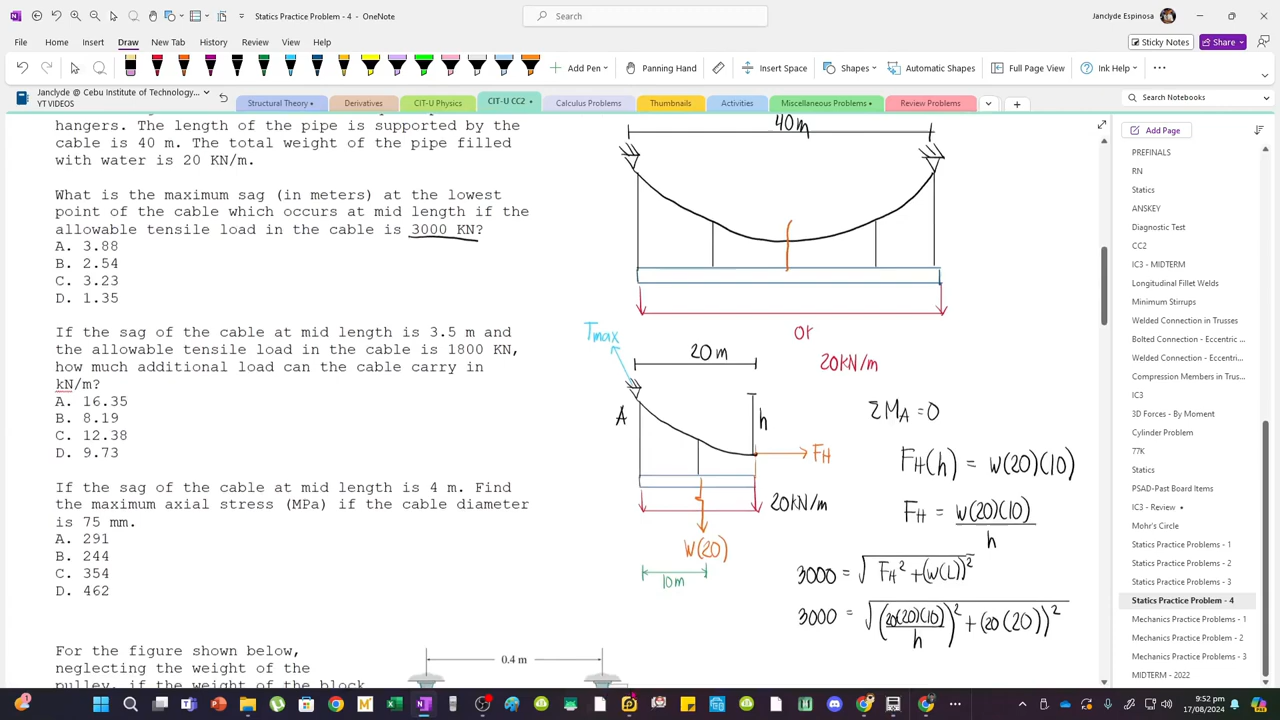 Statics Practice Problem - 4 - OneNote
Search
Janclyde Espinosa
File Home Insert Draw New Tab History Review View Help
Sticky Notes Share
Add Pen Panning Hand Insert Space Shapes Automatic Shapes Full Page View Ink Help
Janclyde @ Cebu Institute of Technology...
YT VIDEOS
Structural Theory Derivatives CIT-U Physics CIT-U CC2 Calculus Problems Thumbnails Activities Miscellaneous Problems Review Problems
Search Notebooks
hangers. The length of the pipe is supported by the
cable is 40 m. The total weight of the pipe filled
with water is 20 KN/m.
What is the maximum sag (in meters) at the lowest
point of the cable which occurs at mid length if the
allowable tensile load in the cable is 3000 KN?
A. 3.88
B. 2.54
C. 3.23
D. 1.35
If the sag of the cable at mid length is 3.5 m and
the allowable tensile load in the cable is 1800 KN,
how much additional load can the cable carry in
kN/m?
A. 16.35
B. 8.19
C. 12.38
D. 9.73
If the sag of the cable at mid length is 4 m. Find
the maximum axial stress (MPa) if the cable diameter
is 75 mm.
A. 291
B. 244
C. 354
D. 462
For the figure shown below,
neglecting the weight of the
pulley, if the weight of the block
0.4 m
40 m
or
20kN/m
Tmax
20 m
A
h
FH
20kN/m
W(20)
10m
ΣMA = 0
FH(h) = W(20)(10)
FH = W(20)(10)
h
3000 = √FH² + (W(L))²
3000 = √(20(20)(10)/h)² + (20(20))²
Add Page
PREFINALS
RN
Statics
ANSKEY
Diagnostic Test
CC2
IC3 - MIDTERM
Longitudinal Fillet Welds
Minimum Stirrups
Welded Connection in Trusses
Bolted Connection - Eccentric ...
Welded Connection - Eccentric...
Compression Members in Trus...
IC3
3D Forces - By Moment
Cylinder Problem
77K
Statics
PSAD-Past Board Items
IC3 - Review
Mohr's Circle
Statics Practice Problems - 1
Statics Practice Problems - 2
Statics Practice Problems - 3
Statics Practice Problem - 4
Mechanics Practice Problems - 1
Mechanics Practice Problem - 2
Mechanics Practice Problem - 3
MIDTERM - 2022
9:52 pm
17/08/2024